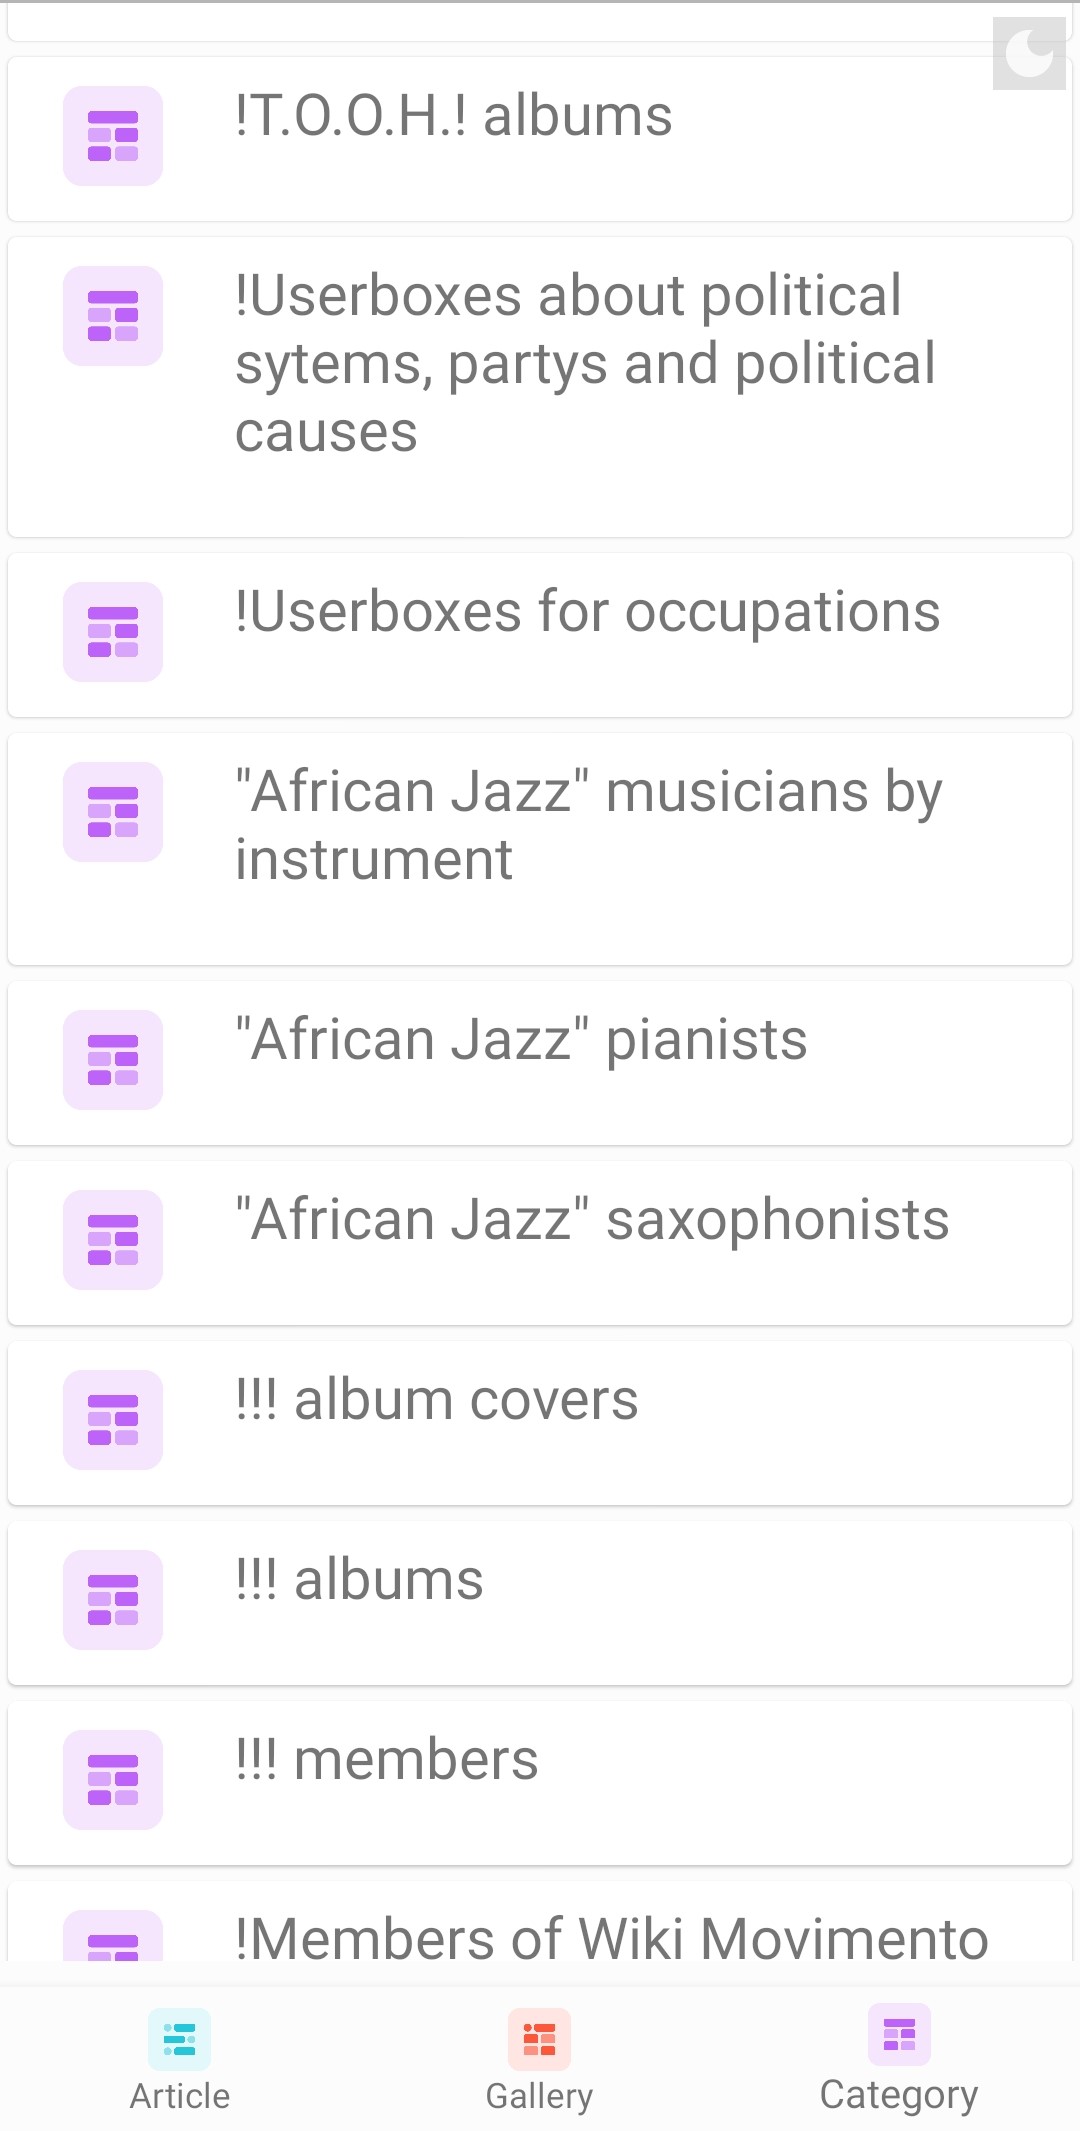 !T.O.O.H.! albums
!Userboxes about political
sytems, partys and political
causes
!Userboxes for occupations
"African Jazz" musicians by
instrument
"African Jazz" pianists
"African Jazz" saxophonists
!!! album covers
!!! albums
!!! members
!Members of Wiki Movimento
Article
Gallery
Category